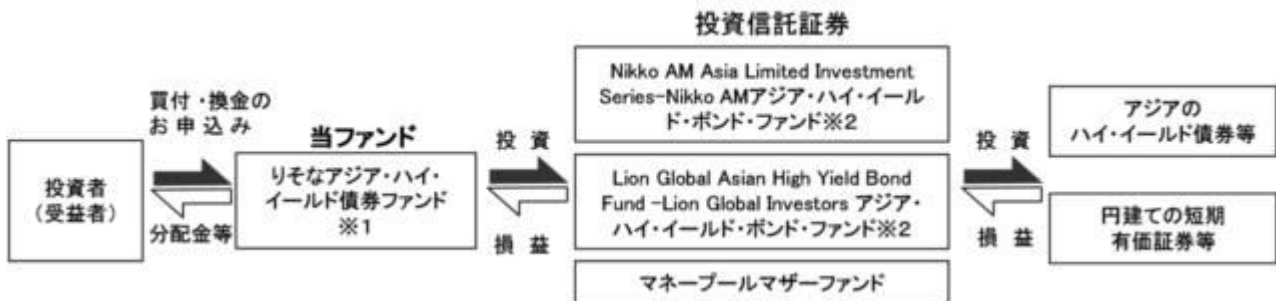 投資信託証券
買付・換金の
お申込み
投資者
(受益者)
分配金等
当ファンド
りそなアジア・ハイ・
イールド債券ファンド
※1
投資
損益
Nikko AM Asia Limited Investment
Series-Nikko AMアジア・ハイ・イール
ド・ボンド・ファンド※2
Lion Global Asian High Yield Bond
Fund -Lion Global Investors アジア・
ハイ・イールド・ボンド・ファンド※2
マネープールマザーファンド
投資
損益
アジアの
ハイ・イールド債券等
円建ての短期
有価証券等